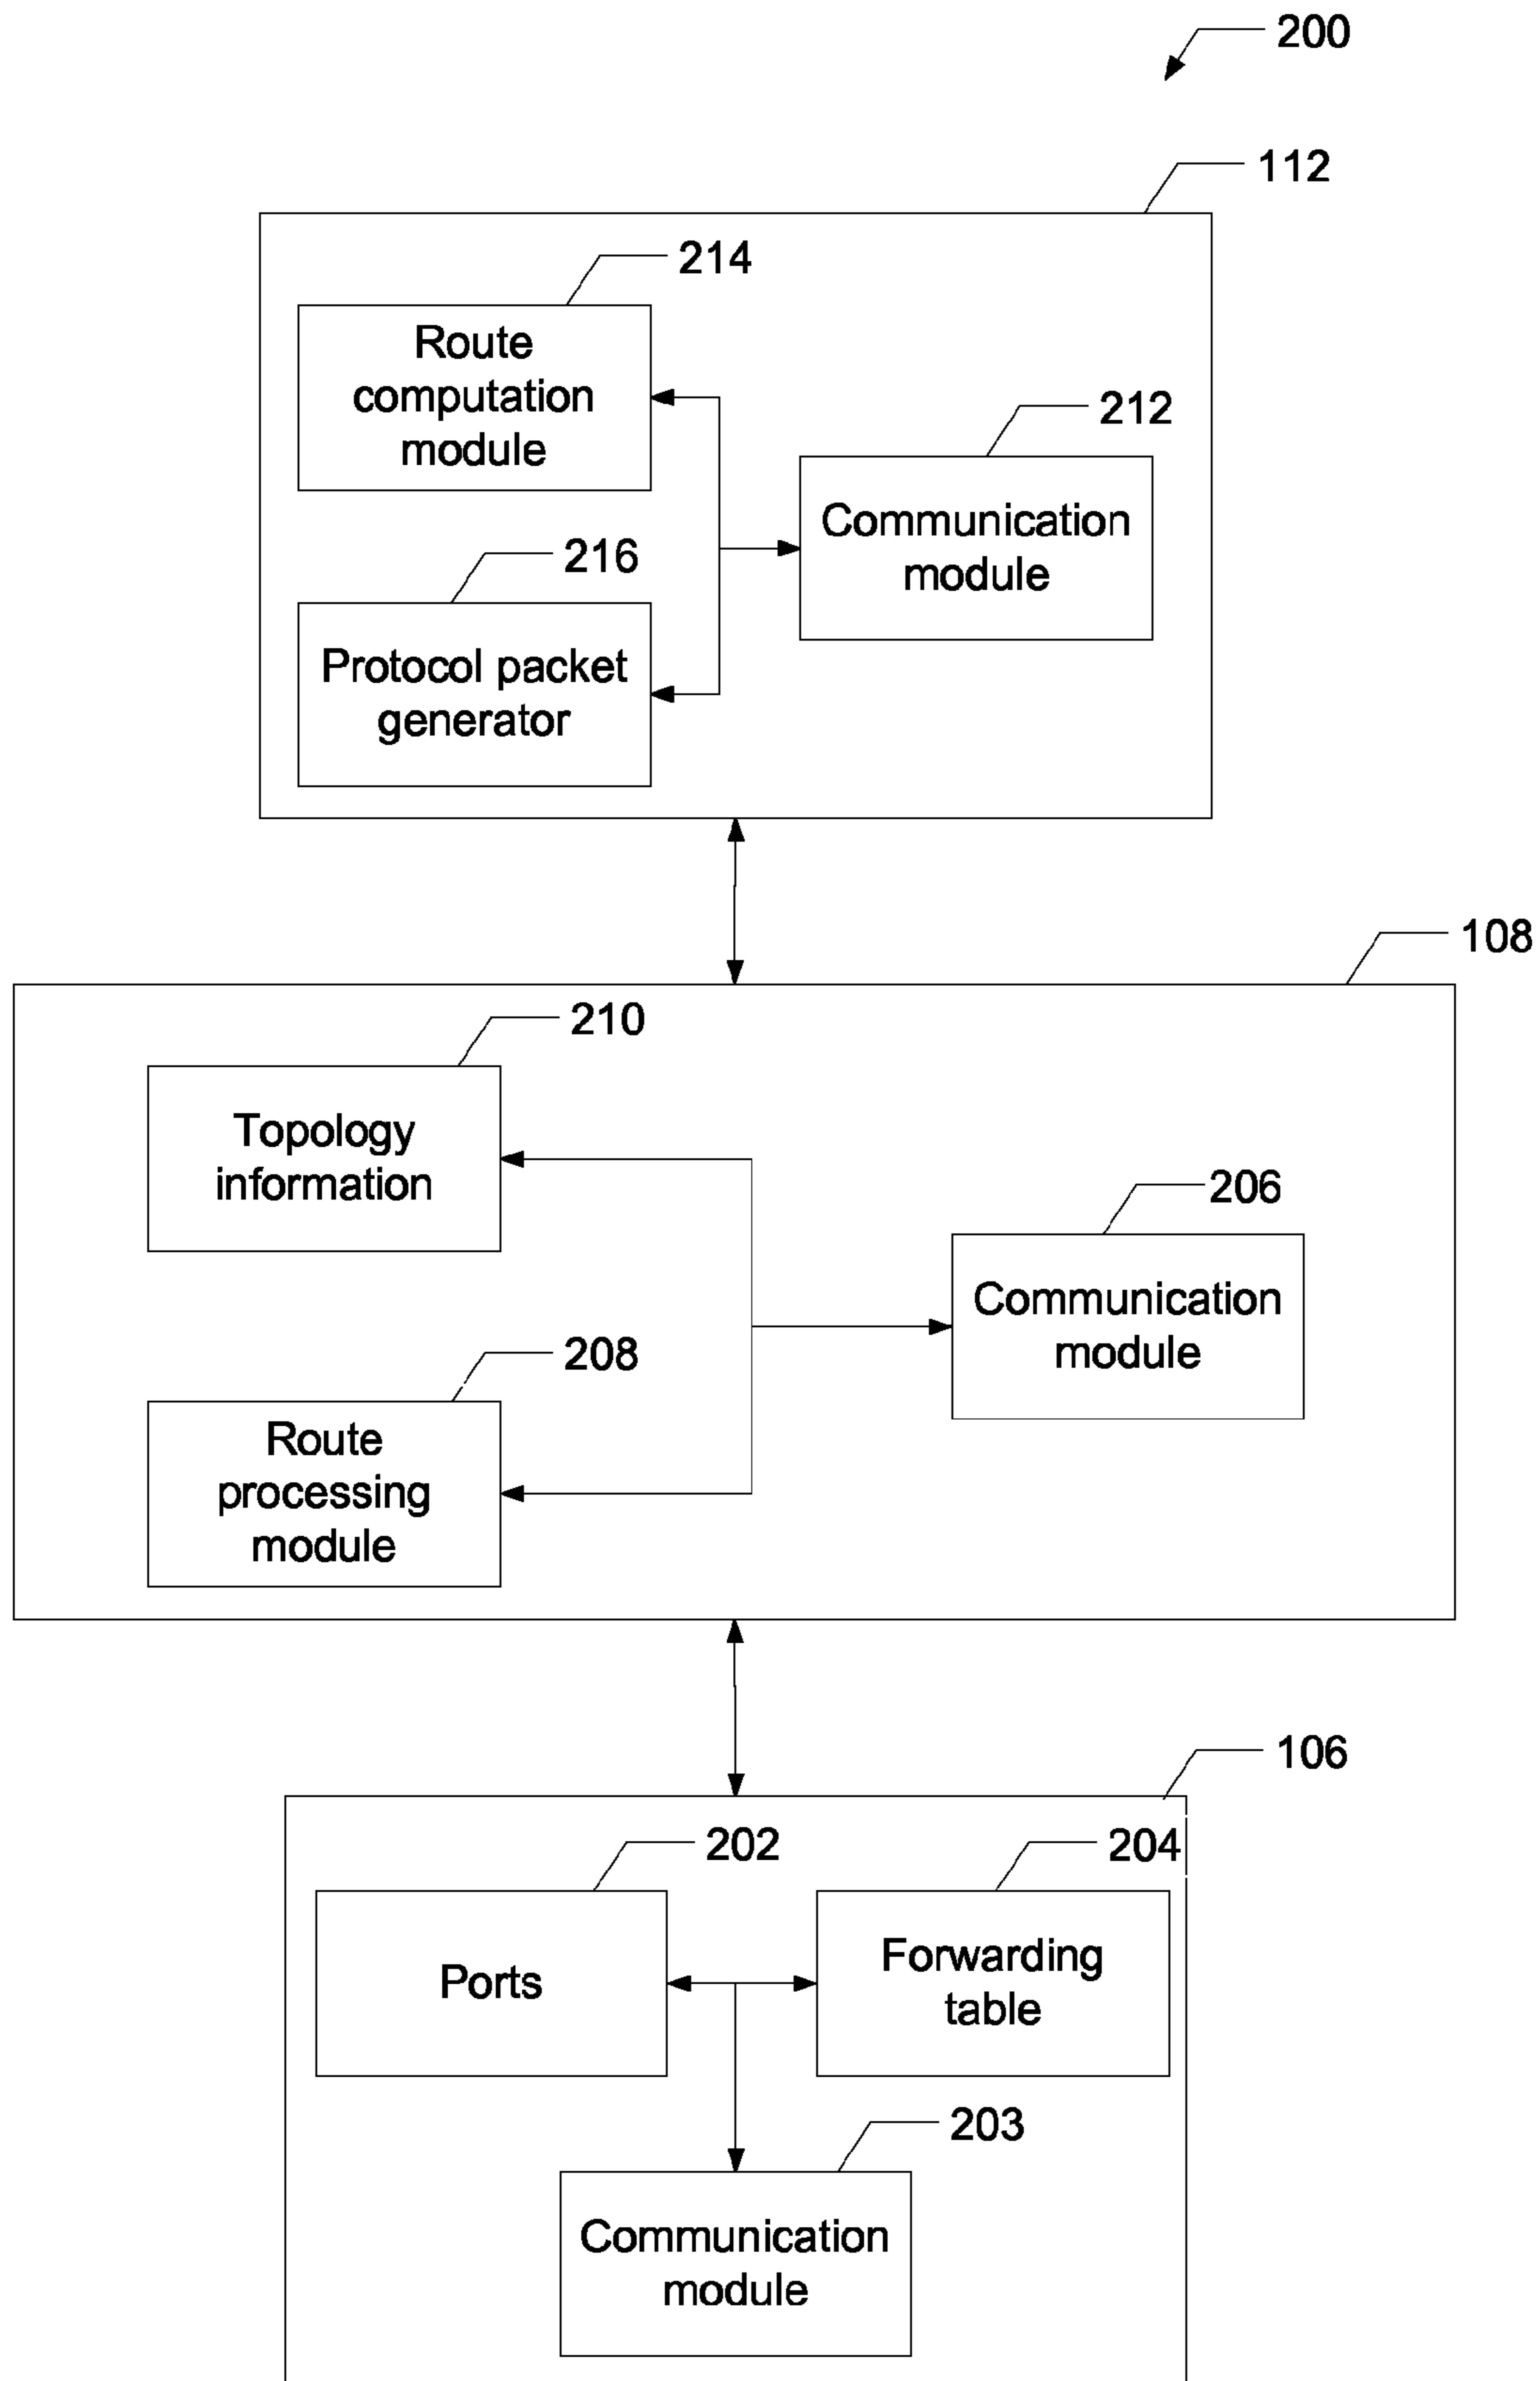 200
112
214
Route
computation
module
212
Communication
module
216
Protocol packet
generator
108
210
Topology
information
206
Communication
module
208
Route
processing
module
106
202
Ports
204
Forwarding
table
203
Communication
module